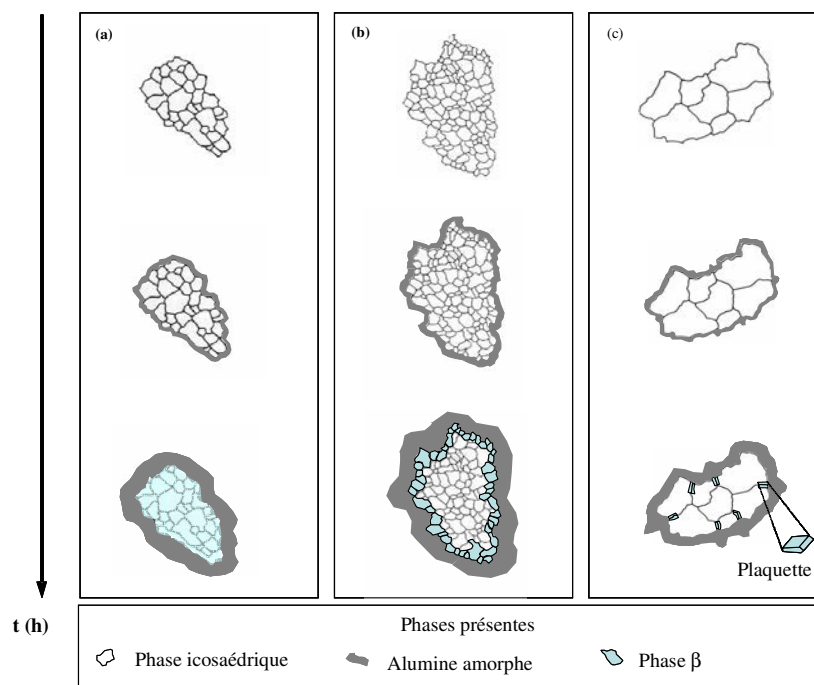 (a)
(b)
(c)
Plaquette
t (h)
Phases présentes
Phase icosaédrique
Alumine amorphe
Phase β